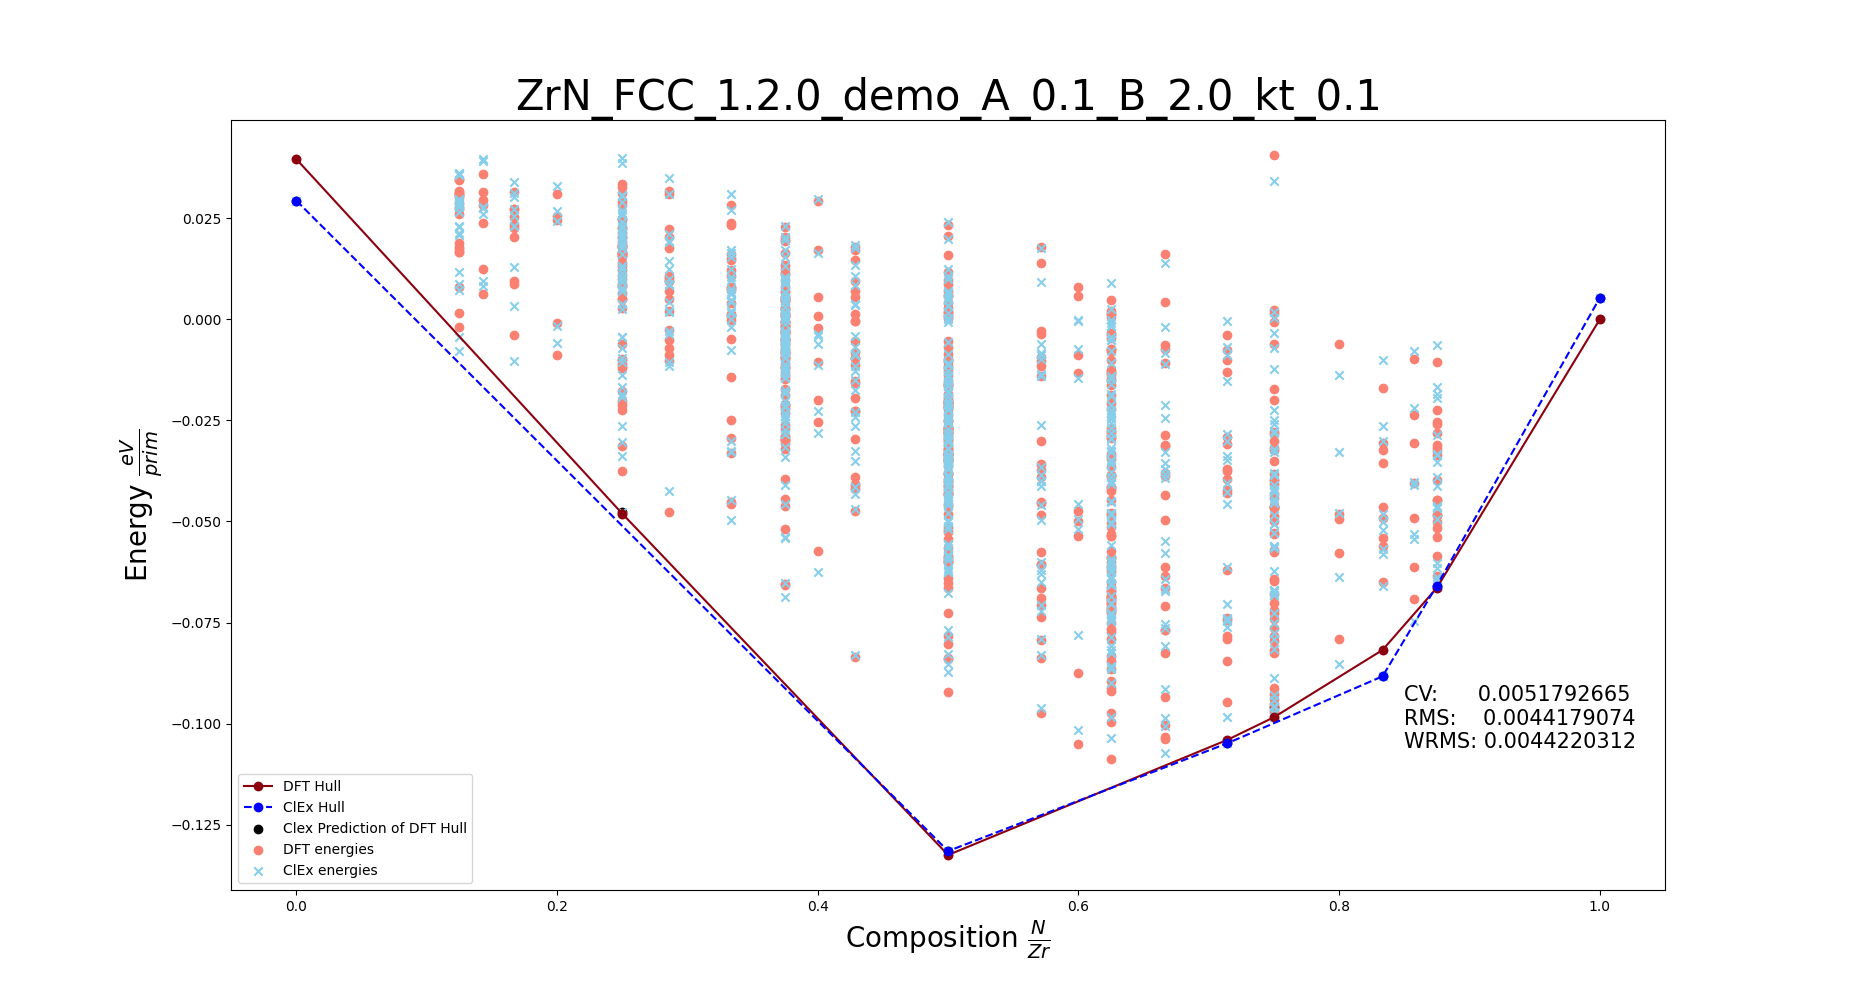 ZrN_FCC_1.2.0_demo_A_0.1_B_2.0_kt_0.1
0.025
0.000
−0.025
−0.050
−0.075
−0.100
−0.125
Energy eV/prim
CV: 0.0051792665
RMS: 0.0044179074
WRMS: 0.0044220312
DFT Hull
ClEx Hull
Clex Prediction of DFT Hull
DFT energies
ClEx energies
0.0 0.2 0.4 0.6 0.8 1.0
Composition N/Zr